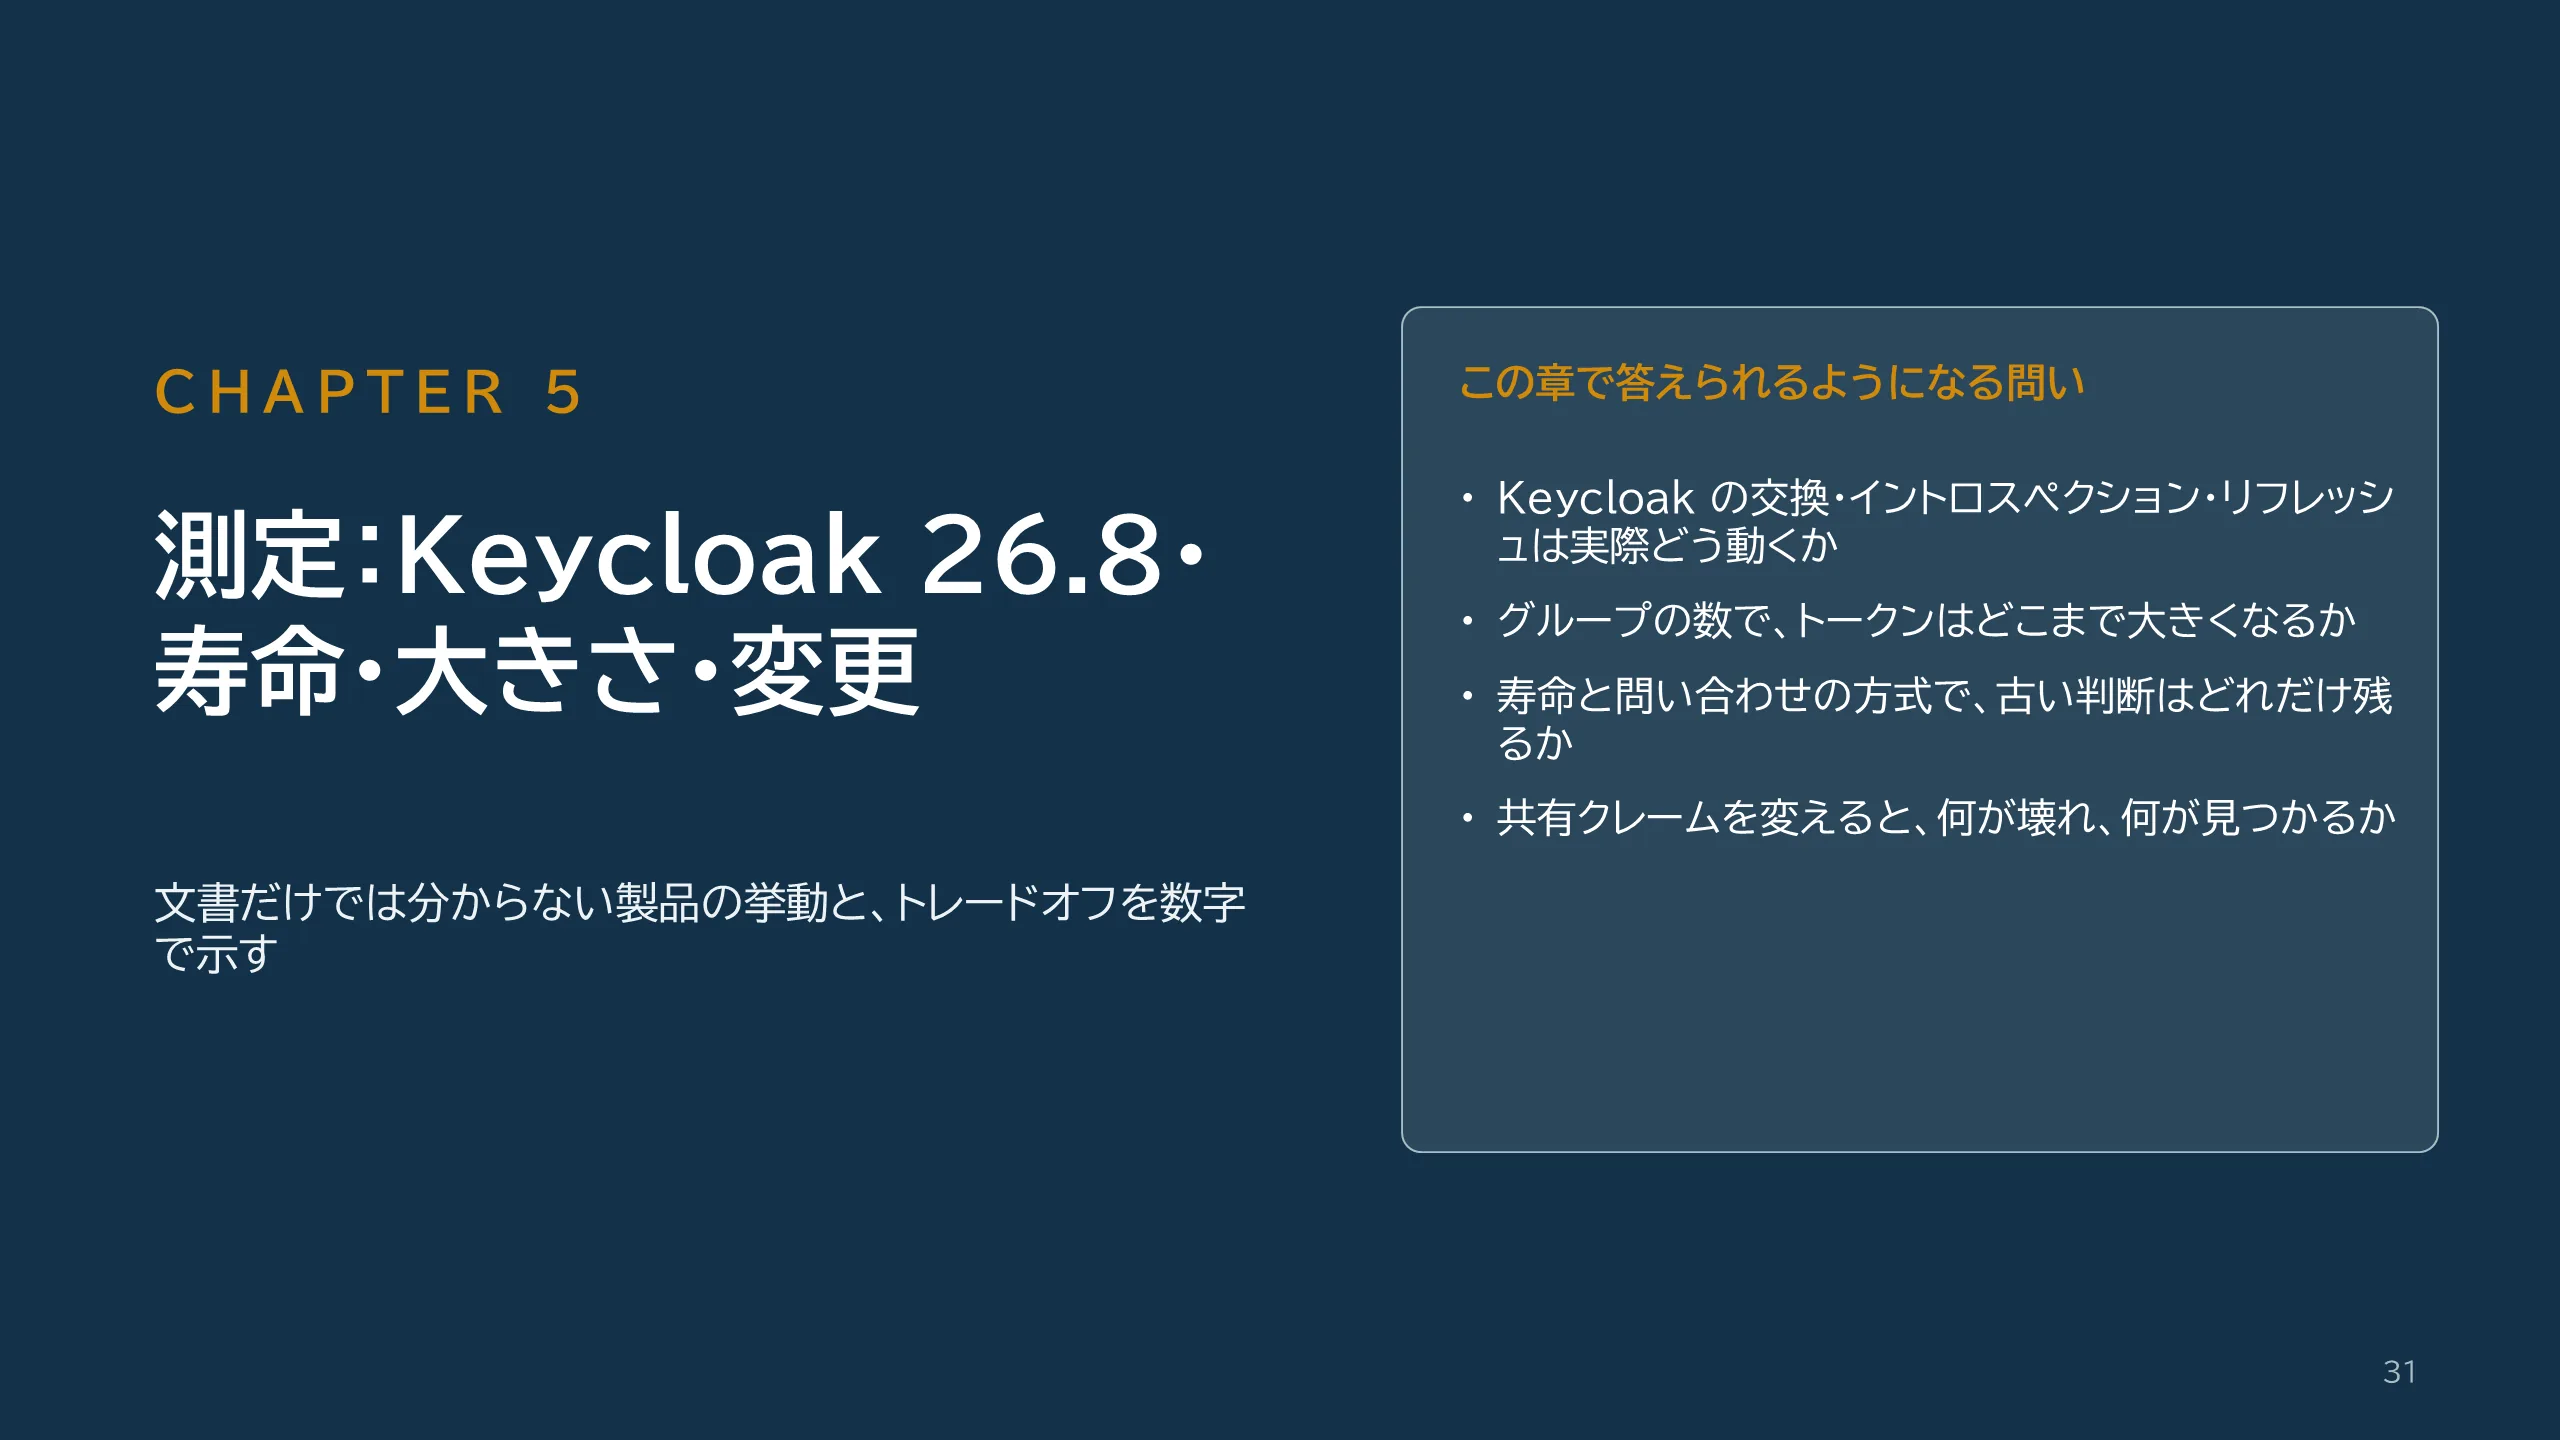 CHAPTER 5
測定：Keycloak 26.8・
寿命・大きさ・変更
文書だけでは分からない製品の挙動と、トレードオフを数字
で示す
この章で答えられるようになる問い
• Keycloak の交換・イントロスペクション・リフレッシ
ュは実際どう動くか
• グループの数で、トークンはどこまで大きくなるか
• 寿命と問い合わせの方式で、古い判断はどれだけ残
るか
• 共有クレームを変えると、何が壊れ、何が見つかるか
31